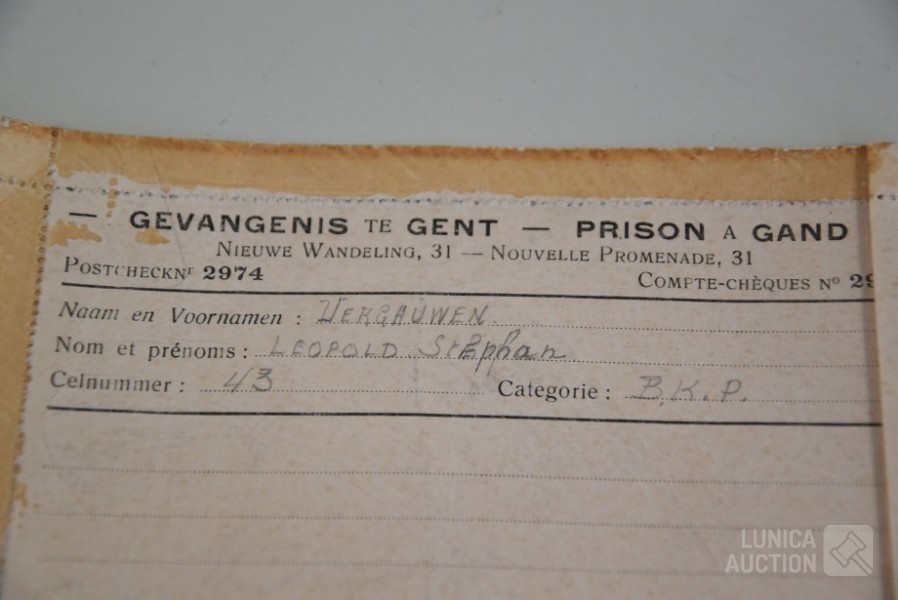 — GEVANGENIS TE GENT — PRISON A GAND
NIEUWE WANDELING, 31 — NOUVELLE PROMENADE, 31
POSTCHECKNr 2974 COMPTE-CHÈQUES No 29
Naam en Voornamen : VERGAUWEN
Nom et prénoms : LEOPOLD StEphan
Celnummer : 43 Categorie : B.K.P.
LUNICA
AUCTION